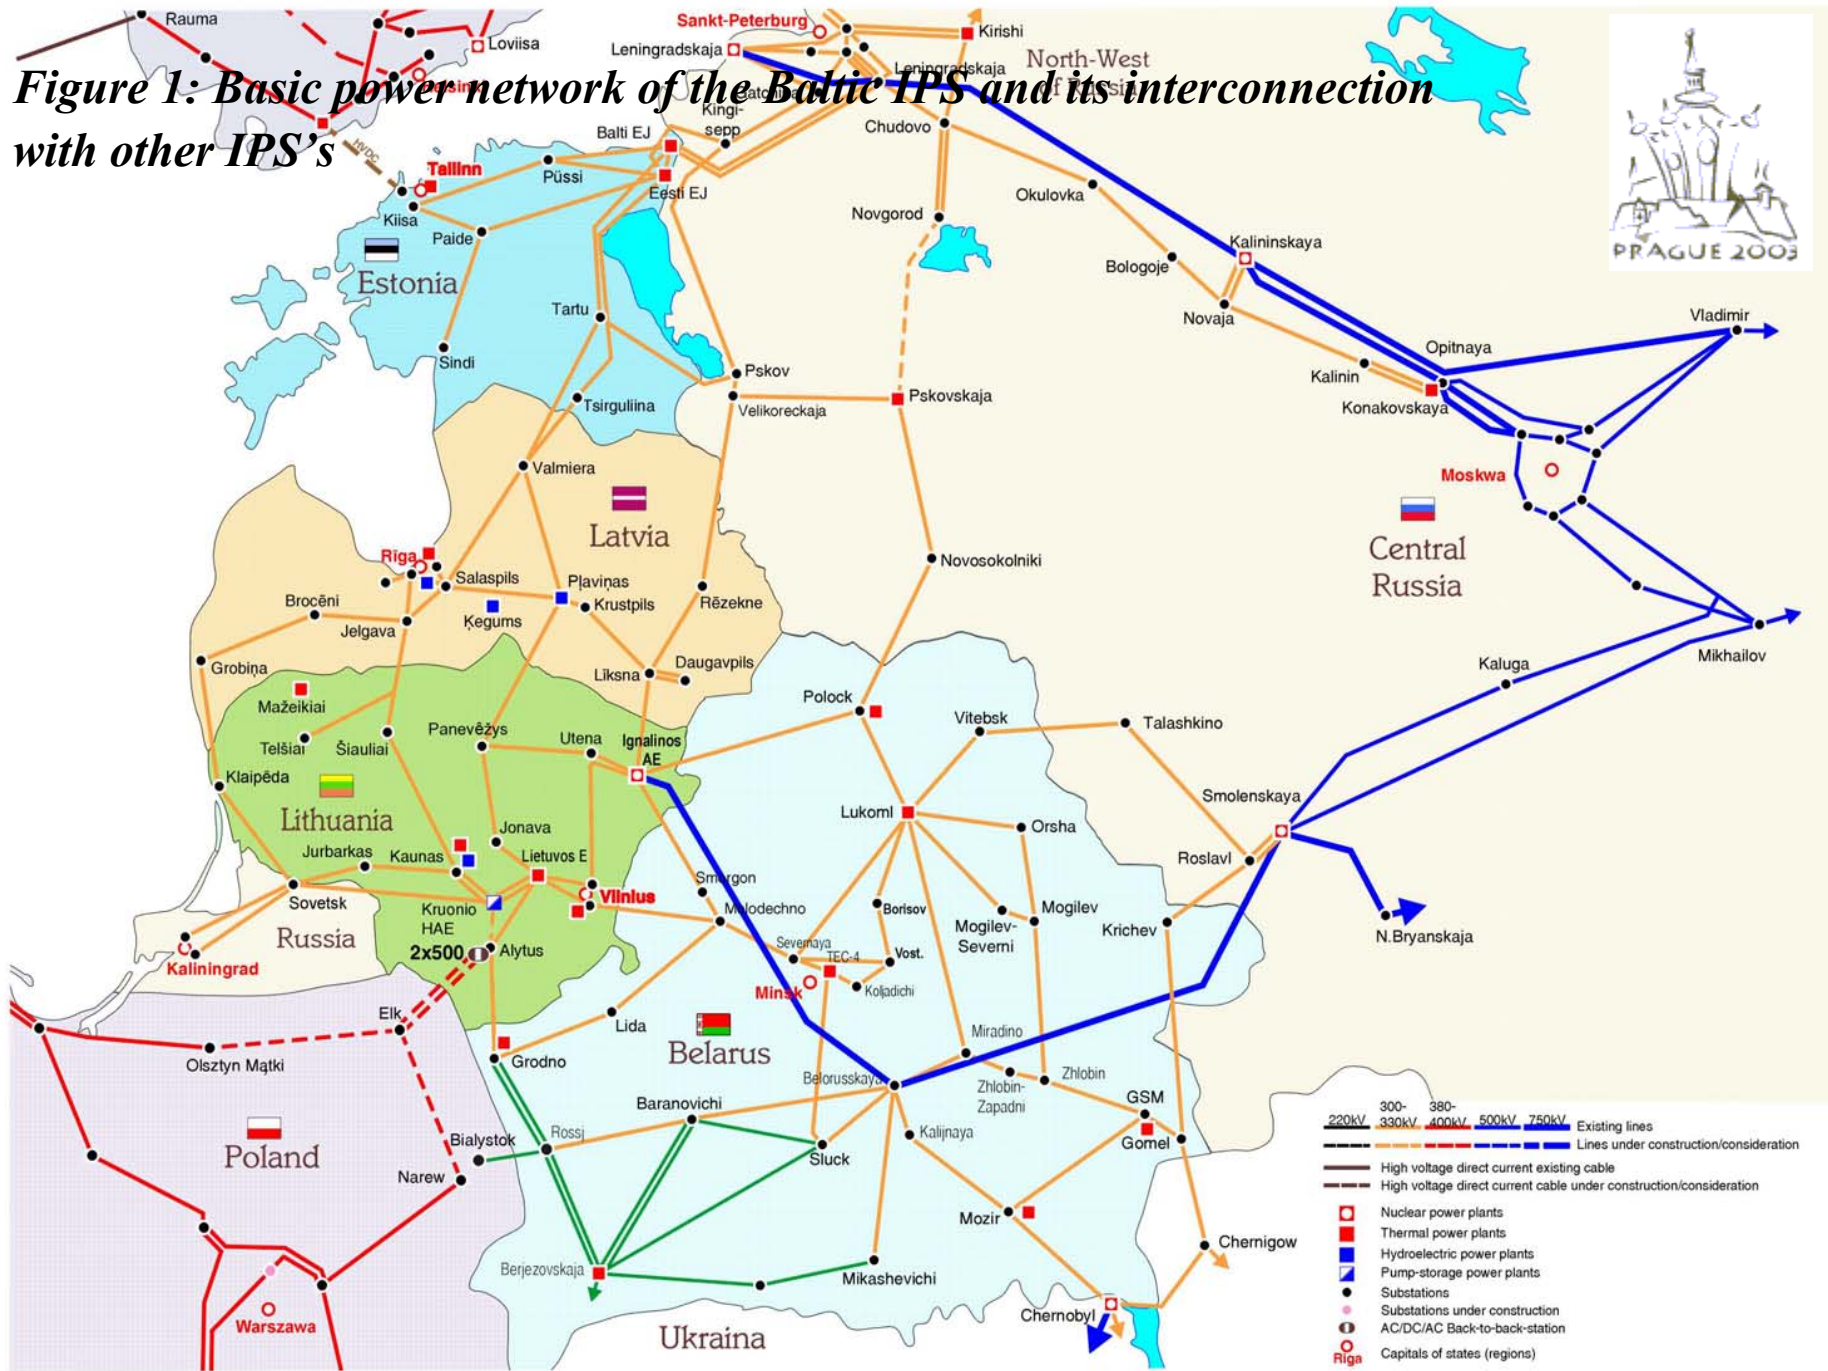 Figure 1: Basic power network of the Baltic IPS and its interconnection
with other IPS's
Rauma
Loviisa
Sankt-Peterburg
Leningradskaja
Kirishi
North-West
of Russia
Leningradskaja
Kingi-
sepp
Chudovo
Balti EJ
HVDC
Tallinn
Püssi
Eesti EJ
Kiisa
Paide
Novgorod
Okulovka
Kalininskaya
Bologoje
PRAGUE 2003
Estonia
Tartu
Novaja
Vladimir
Sindi
Opitnaya
Pskov
Kalinin
Tsirguliina
Velikoreckaja
Pskovskaja
Konakovskaya
Valmiera
Moskwa
Latvia
Central
Russia
Rīga
Salaspils
Pļaviņas
Novosokolniki
Brocēni
Ķegums
Krustpils
Rēzekne
Jelgava
Grobiņa
Līksna
Daugavpils
Kaluga
Mikhailov
Mažeikiai
Polock
Vitebsk
Talashkino
Telšiai
Šiauliai
Panevêžys
Utena
Ignalinos
AE
Klaipēda
Lithuania
Smolenskaya
Lukoml
Orsha
Jonava
Jurbarkas
Kaunas
Lietuvos E
Roslavl
Smorgon
Vilnius
Sovetsk
Kruonio
HAE
Molodechno
Borisov
Mogilev
Mogilev-
Severni
Krichev
N.Bryanskaja
Russia
2x500
Alytus
Severnaya
TEC-4
Vost.
Kaliningrad
Minsk
Koljadichi
Elk
Lida
Miradino
Olsztyn Mątki
Grodno
Belarus
Belorusskaya
Zhlobin-
Zapadni
Zhlobin
Baranovichi
GSM
Gomel
Poland
Bialystok
Rossj
Kalijnaya
Sluck
Narew
Mozir
Chernigow
Berjezovskaja
Mikashevichi
Chernobyl
Warszawa
Ukraina
220kV
300-
330kV
380-
400kV
500kV
750kV
Existing lines
Lines under construction/consideration
High voltage direct current existing cable
High voltage direct current cable under construction/consideration
Nuclear power plants
Thermal power plants
Hydroelectric power plants
Pump-storage power plants
Substations
Substations under construction
AC/DC/AC Back-to-back-station
Capitals of states (regions)
Rīga